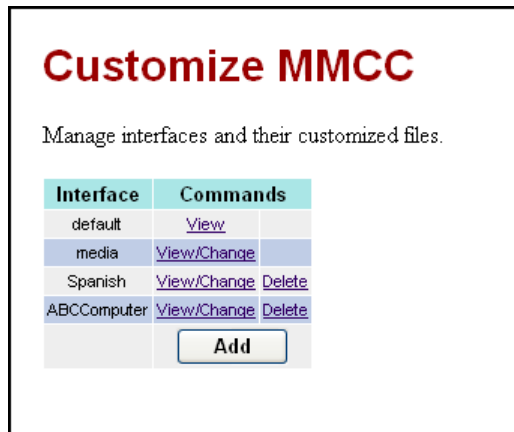 Customize MMCC
Manage interfaces and their customized files.
Interface Commands
default View
media View/Change
Spanish View/Change Delete
ABCComputer View/Change Delete
Add